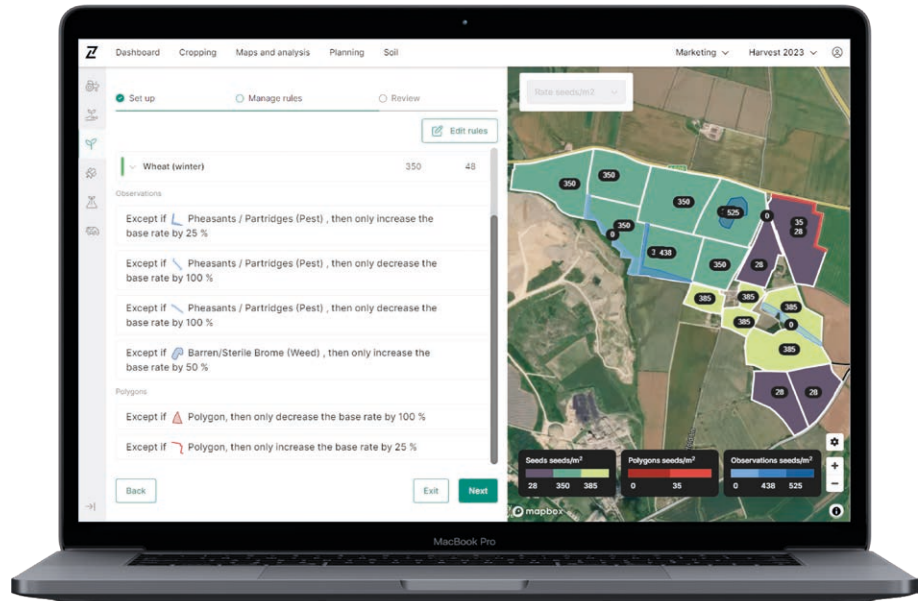 Dashboard Cropping Maps and analysis Planning Soil Marketing Harvest 2023
Set up Manage rules Review
Edit rules
Wheat (winter) 350 48
Observations
Except if Pheasants / Partridges (Pest) , then only increase the
base rate by 25 %
Except if Pheasants / Partridges (Pest) , then only decrease the
base rate by 100 %
Except if Pheasants / Partridges (Pest) , then only decrease the
base rate by 100 %
Except if Barren/Sterile Brome (Weed) , then only increase the
base rate by 50 %
Polygons
Except if Polygon, then only decrease the base rate by 100 %
Except if Polygon, then only increase the base rate by 25 %
Back Exit Next
Rate seeds/m2
350
350
350
525
0
35
28
350
0
438
350
28
385
385
385
385
0
385
28
28
Seeds seeds/m²
28 350 385
Polygons seeds/m²
0 35
Observations seeds/m²
0 438 525
mapbox
MacBook Pro